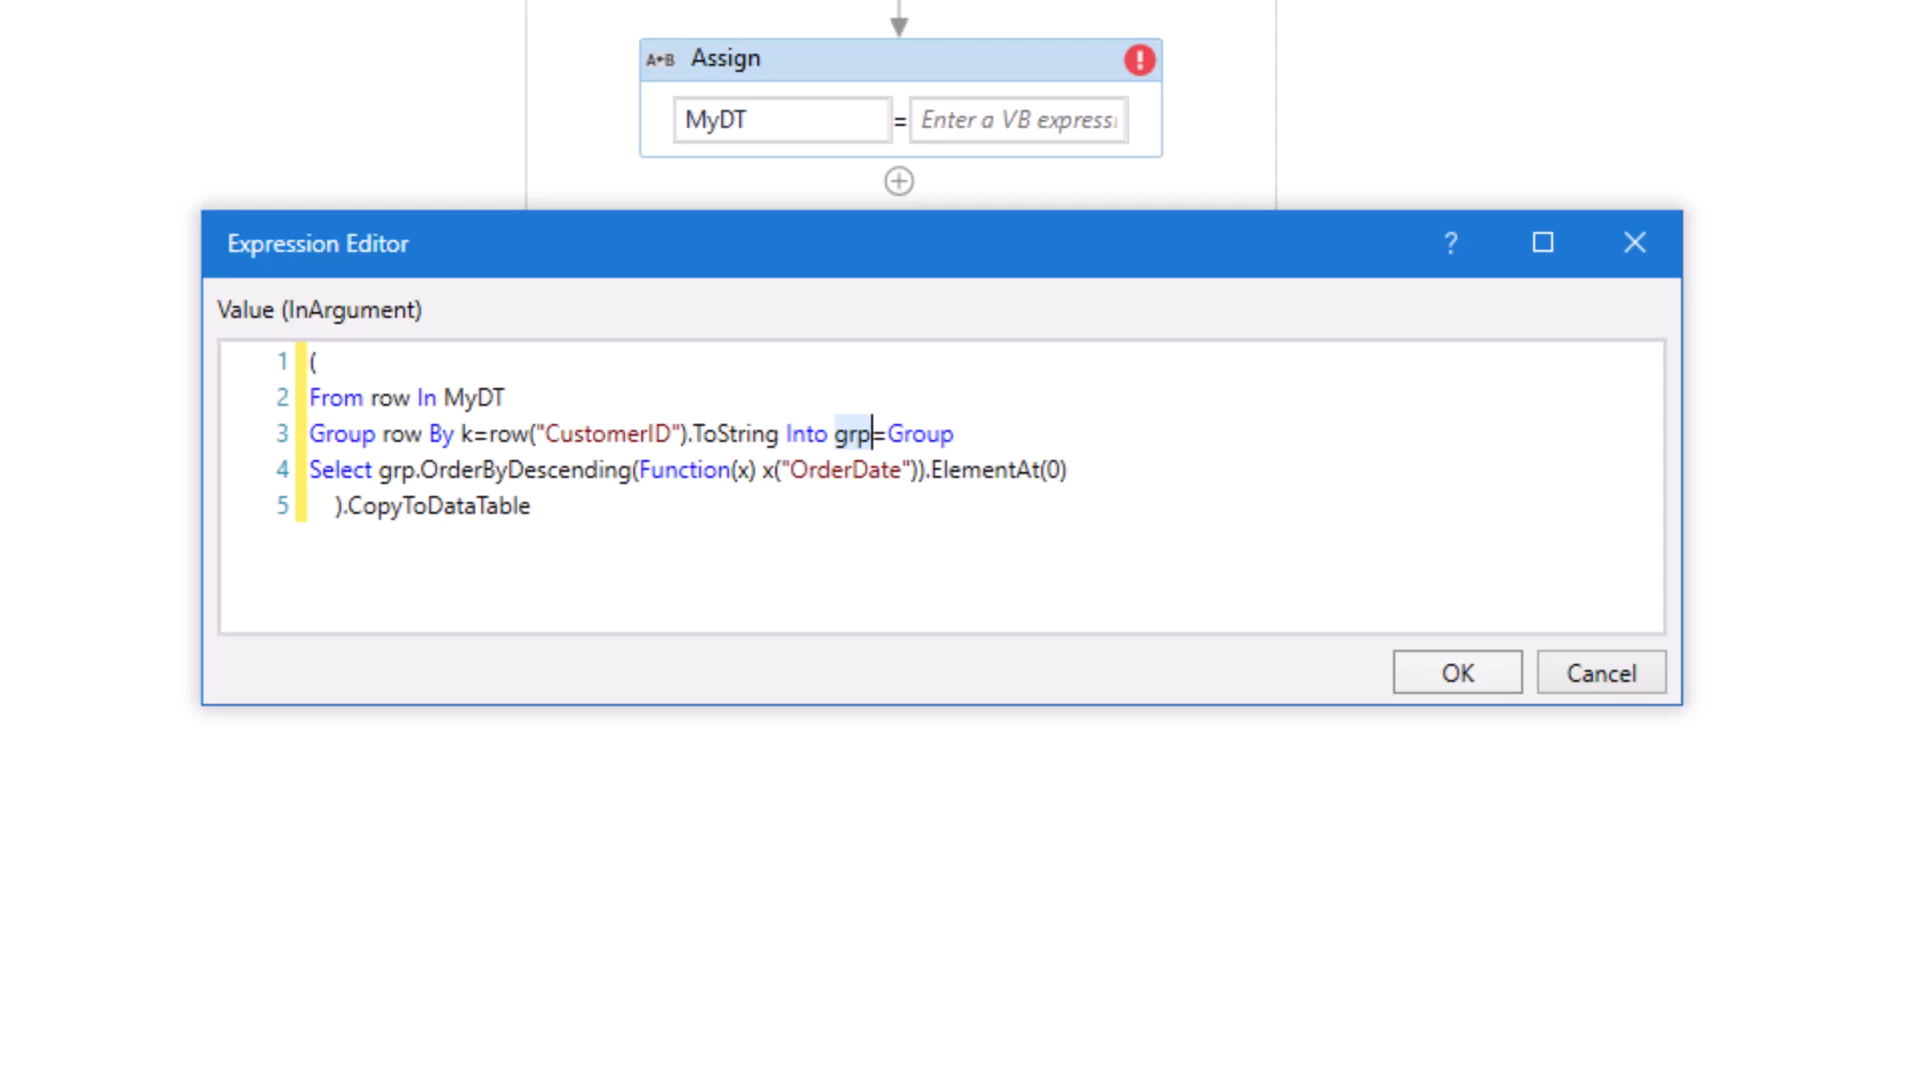 A+B Assign !
MyDT = Enter a VB expressi
Expression Editor ?
Value (InArgument)
1 (
2 From row In MyDT
3 Group row By k=row("CustomerID").ToString Into grp=Group
4 Select grp.OrderByDescending(Function(x) x("OrderDate")).ElementAt(0)
5 ).CopyToDataTable
OK Cancel